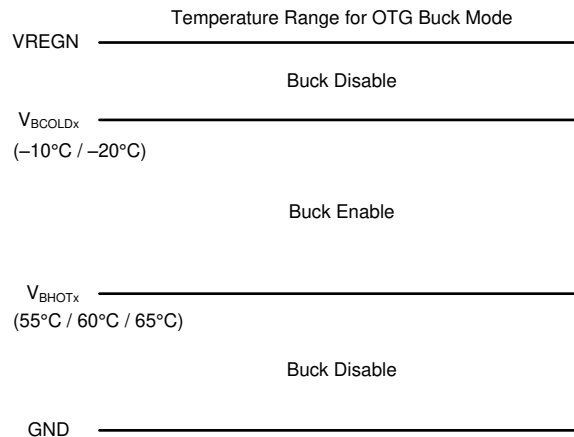 Temperature Range for OTG Buck Mode
VREGN
Buck Disable
VBCOLDx
(–10°C / –20°C)
Buck Enable
VBHOTx
(55°C / 60°C / 65°C)
Buck Disable
GND